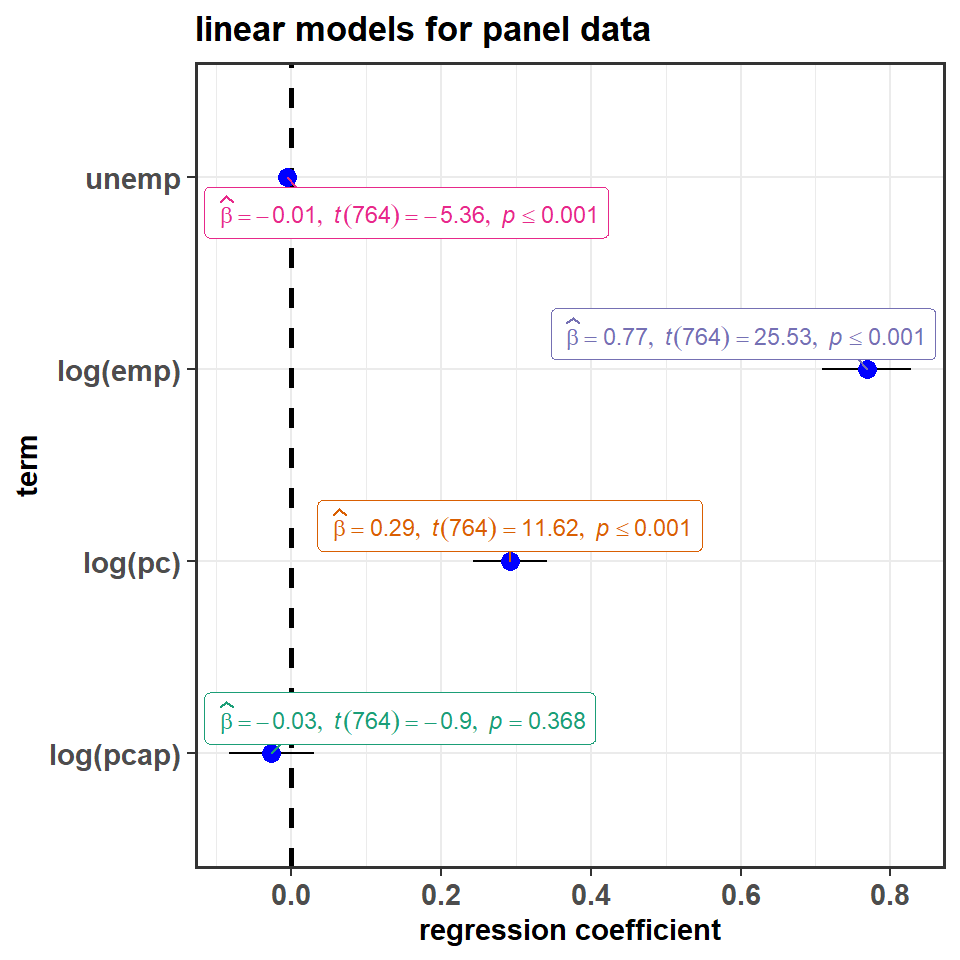 linear models for panel data
unemp
β̂ = −0.01, t(764) = −5.36, p ≤ 0.001
β̂ = 0.77, t(764) = 25.53, p ≤ 0.001
log(emp)
term
β̂ = 0.29, t(764) = 11.62, p ≤ 0.001
log(pc)
β̂ = −0.03, t(764) = −0.9, p = 0.368
log(pcap)
0.0 0.2 0.4 0.6 0.8
regression coefficient